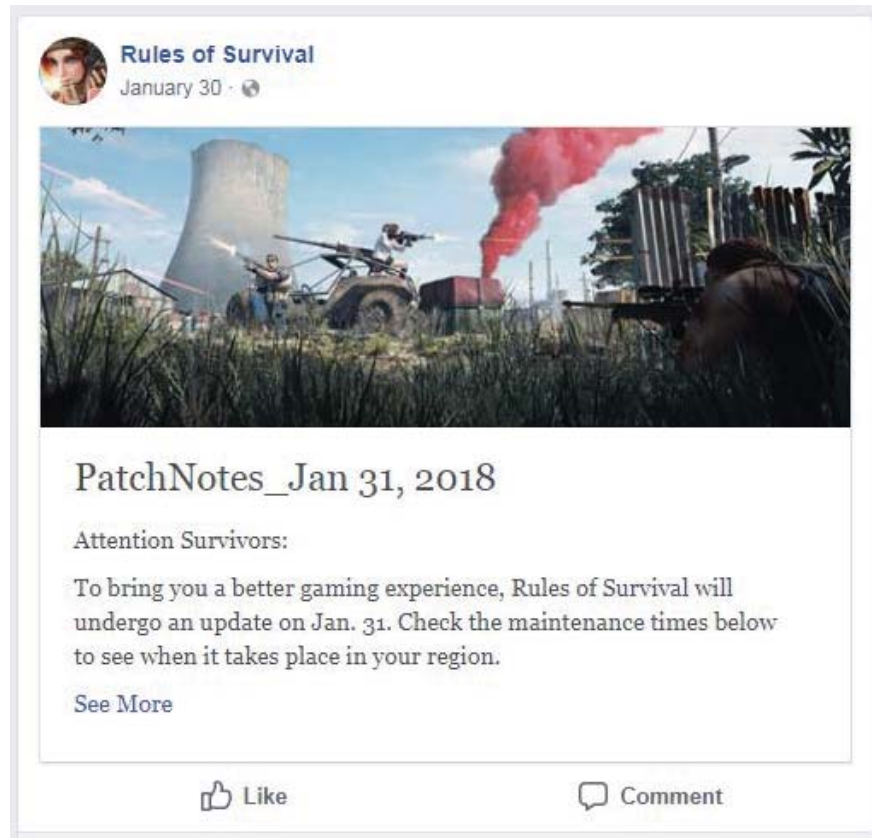 Rules of Survival
January 30 ·
PatchNotes_Jan 31, 2018
Attention Survivors:
To bring you a better gaming experience, Rules of Survival will
undergo an update on Jan. 31. Check the maintenance times below
to see when it takes place in your region.
See More
Like
Comment